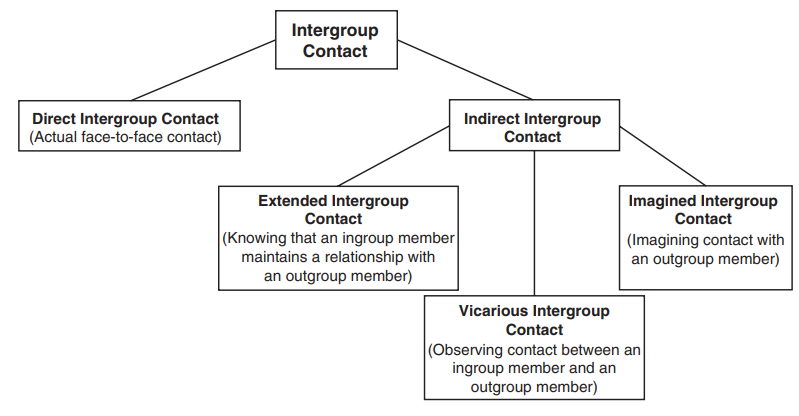 Intergroup
Contact
Direct Intergroup Contact
(Actual face-to-face contact)
Indirect Intergroup
Contact
Extended Intergroup
Contact
(Knowing that an ingroup member
maintains a relationship with
an outgroup member)
Imagined Intergroup
Contact
(Imagining contact with
an outgroup member)
Vicarious Intergroup
Contact
(Observing contact between an
ingroup member and an
outgroup member)